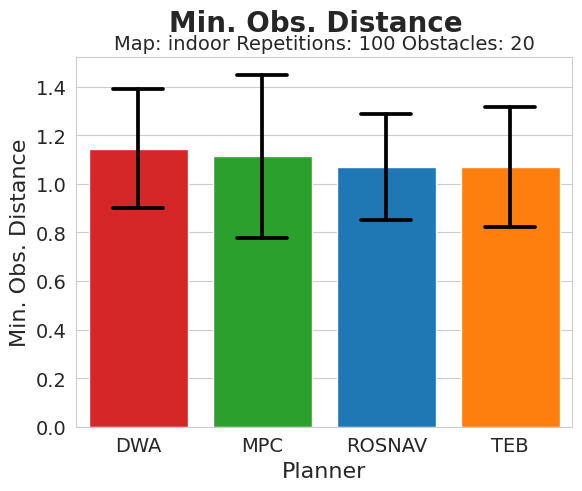 Min. Obs. Distance
Map: indoor Repetitions: 100 Obstacles: 20
Min. Obs. Distance
1.4
1.2
1.0
0.8
0.6
0.4
0.2
0.0
DWA MPC ROSNAV TEB
Planner